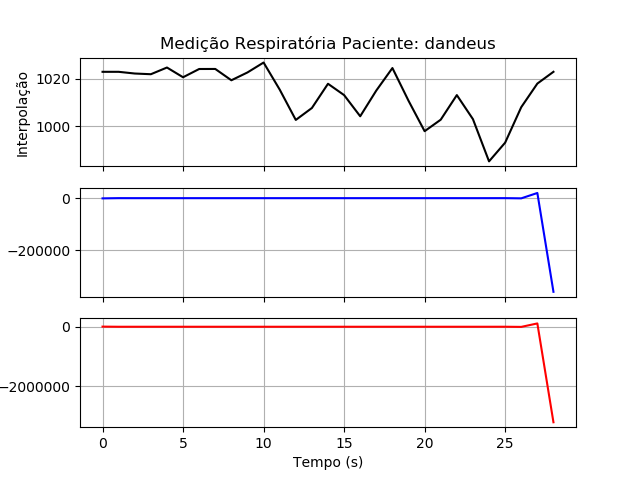 Medição Respiratória Paciente: dandeus
Interpolação
1020
1000
0
−200000
0
−2000000
0 5 10 15 20 25
Tempo (s)